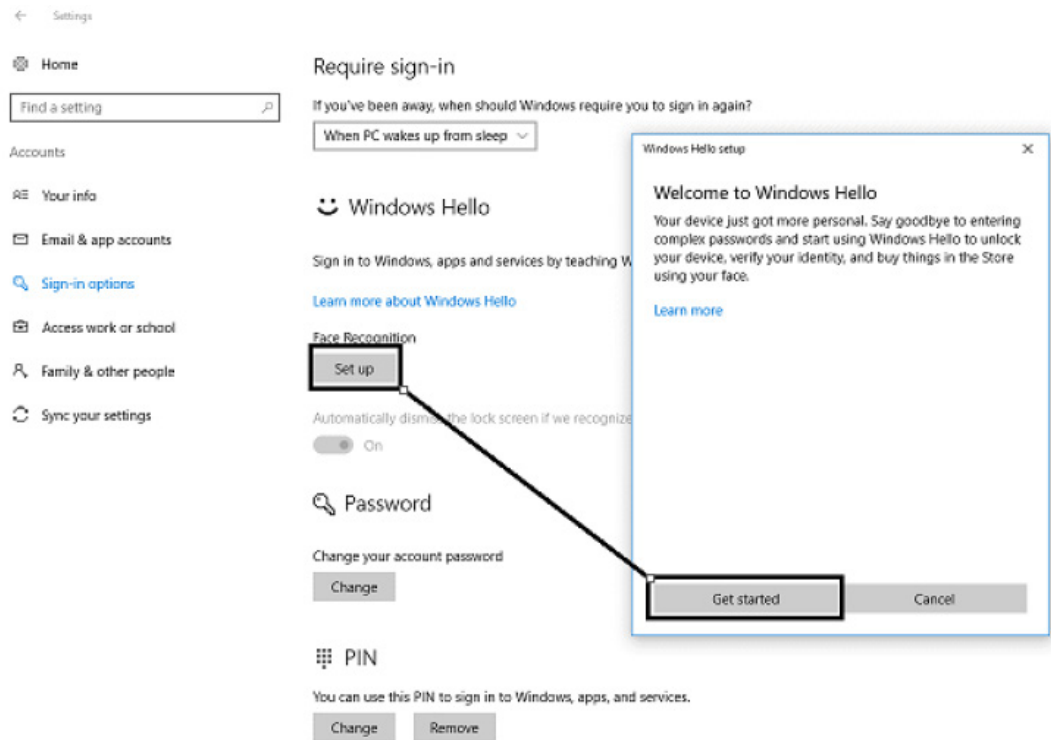 Settings
Home
Find a setting
Accounts
Your info
Email & app accounts
Sign-in options
Access work or school
Family & other people
Sync your settings
Require sign-in
If you've been away, when should Windows require you to sign in again?
When PC wakes up from sleep
Windows Hello
Sign in to Windows, apps and services by teaching W
Learn more about Windows Hello
Face Recognition
Set up
Automatically dismiss the lock screen if we recognize
On
Password
Change your account password
Change
PIN
You can use this PIN to sign in to Windows, apps, and services.
Change Remove
Windows Hello setup
Welcome to Windows Hello
Your device just got more personal. Say goodbye to entering
complex passwords and start using Windows Hello to unlock
your device, verify your identity, and buy things in the Store
using your face.
Learn more
Get started Cancel